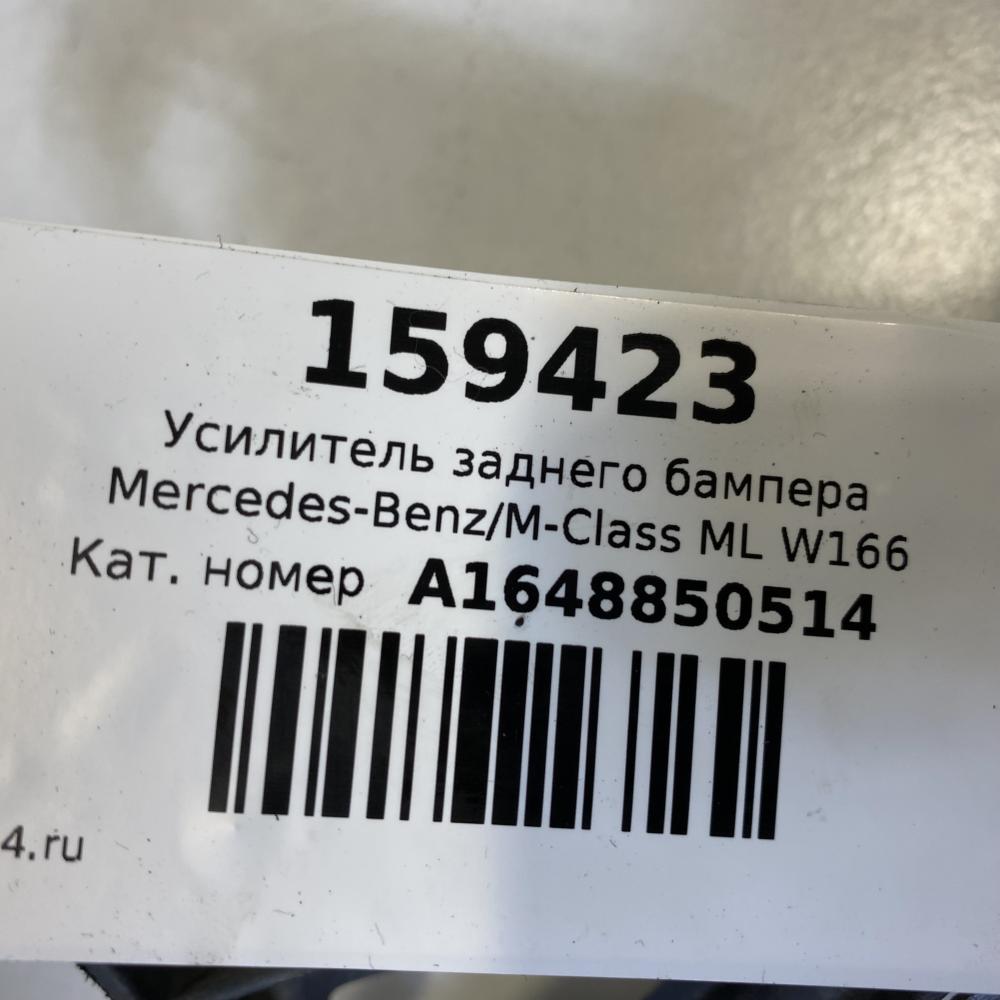 159423
Усилитель заднего бампера
Mercedes-Benz/M-Class ML W166
Кат. номер A1648850514
4.ru